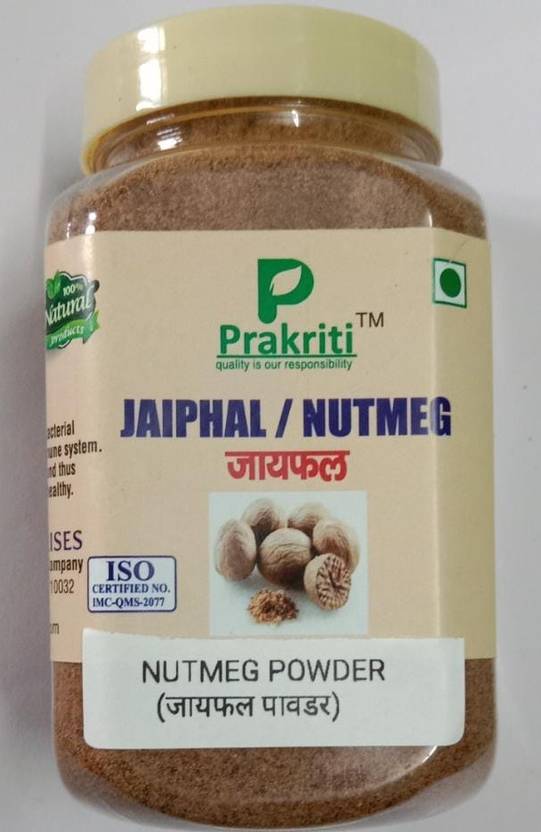 100%
Natural
products
Prakriti TM
quality is our responsibility
JAIPHAL / NUTMEG
जायफल
une system.
nd thus
ealthy.
ISES
ompany
10032
ISO
CERTIFIED NO.
IMC-QMS-2077
NUTMEG POWDER
(जायफल पावडर)